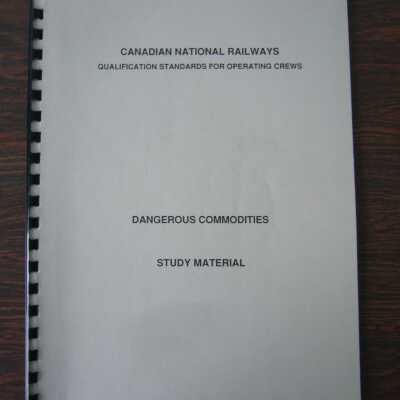 CANADIAN NATIONAL RAILWAYS
QUALIFICATION STANDARDS FOR OPERATING CREWS
DANGEROUS COMMODITIES
STUDY MATERIAL